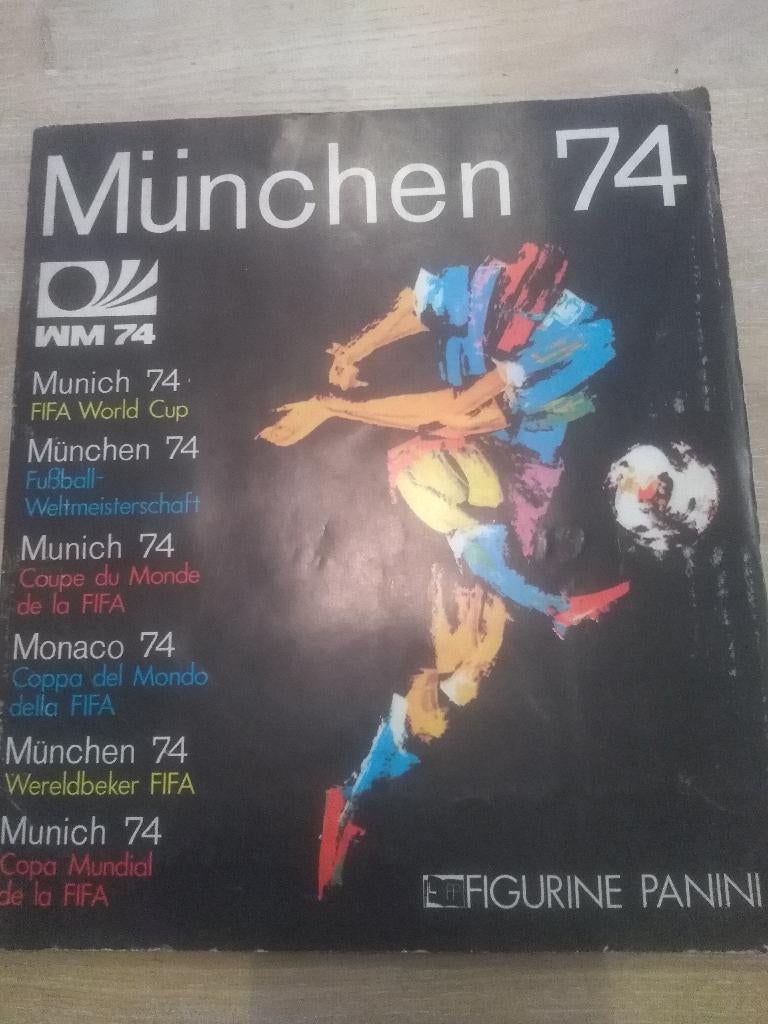 München 74
WM 74
Munich 74
FIFA World Cup
München 74
Fußball-
Weltmeisterschaft
Munich 74
Coupe du Monde
de la FIFA
Monaco 74
Coppa del Mondo
della FIFA
München 74
Wereldbeker FIFA
Munich 74
Copa Mundial
de la FIFA
FIGURINE PANINI